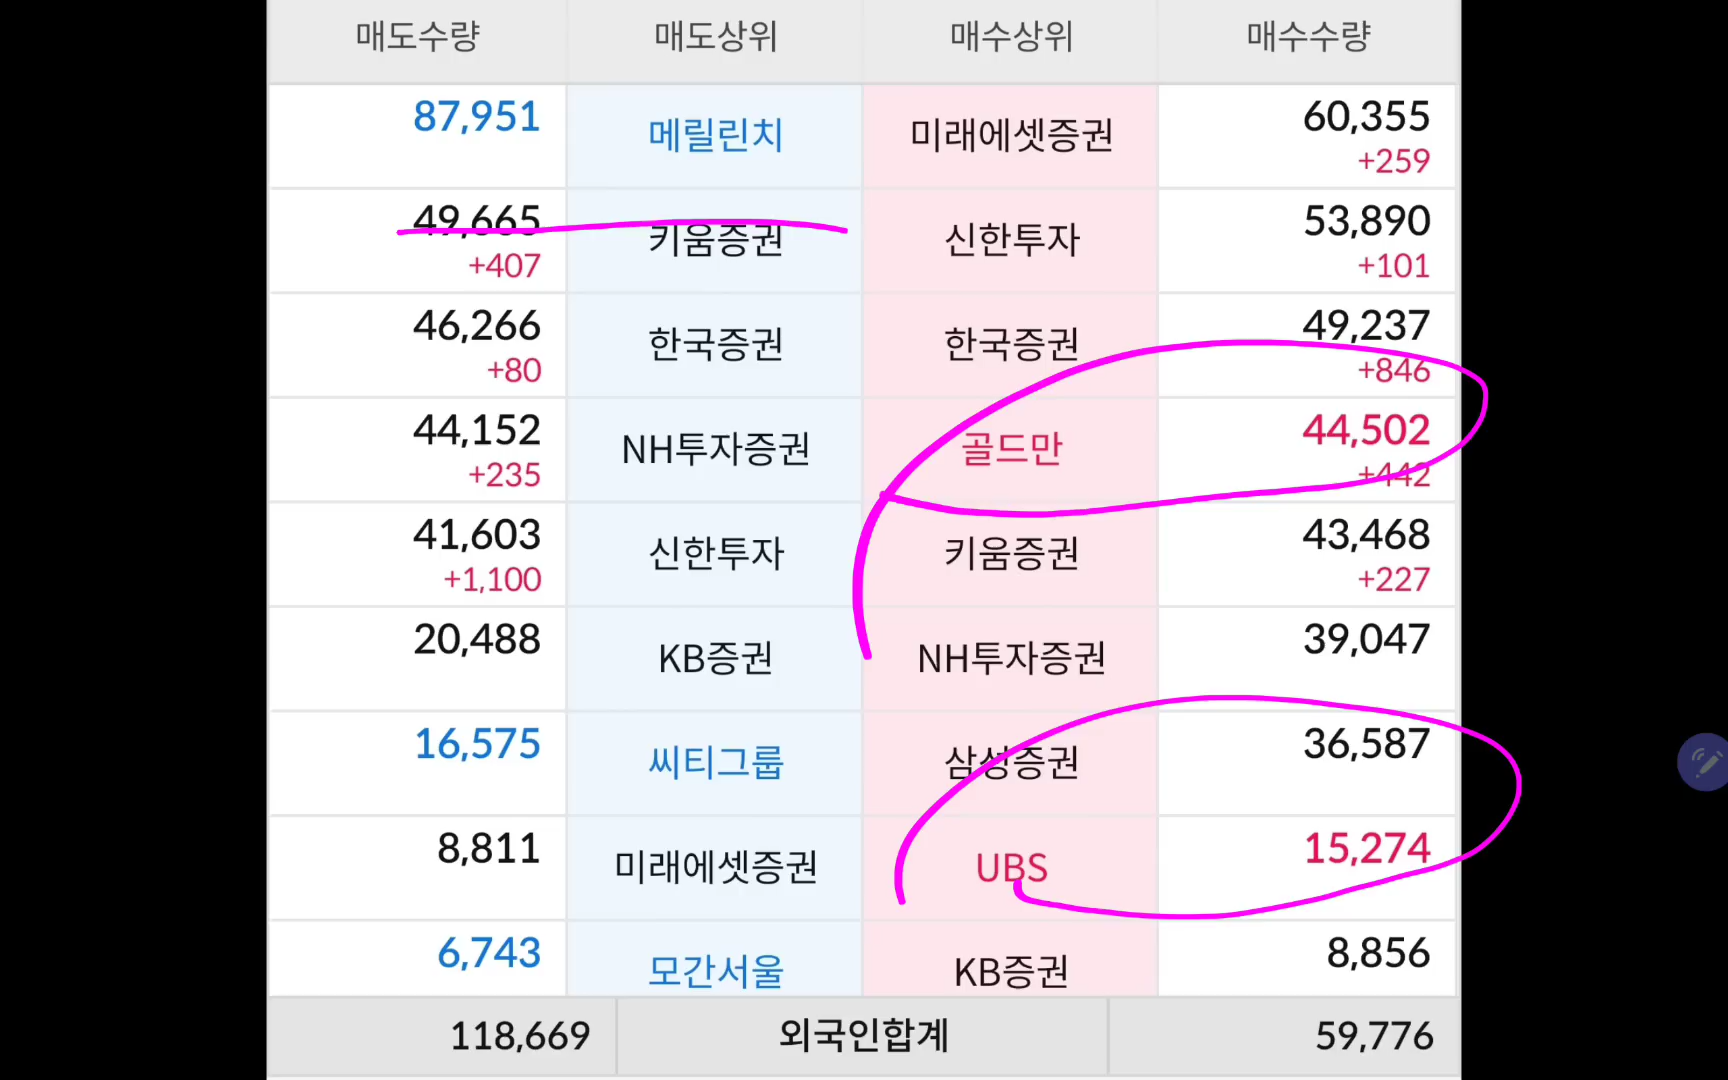 매도수량 매도상위 매수상위 매수수량
87,951 메릴린치 미래에셋증권 60,355
+259
49,665 키움증권 신한투자 53,890
+407 +101
46,266 한국증권 한국증권 49,237
+80 +846
44,152 NH투자증권 골드만 44,502
+235 +442
41,603 신한투자 키움증권 43,468
+1,100 +227
20,488 KB증권 NH투자증권 39,047
16,575 씨티그룹 삼성증권 36,587
8,811 미래에셋증권 UBS 15,274
6,743 모간서울 KB증권 8,856
118,669 외국인합계 59,776